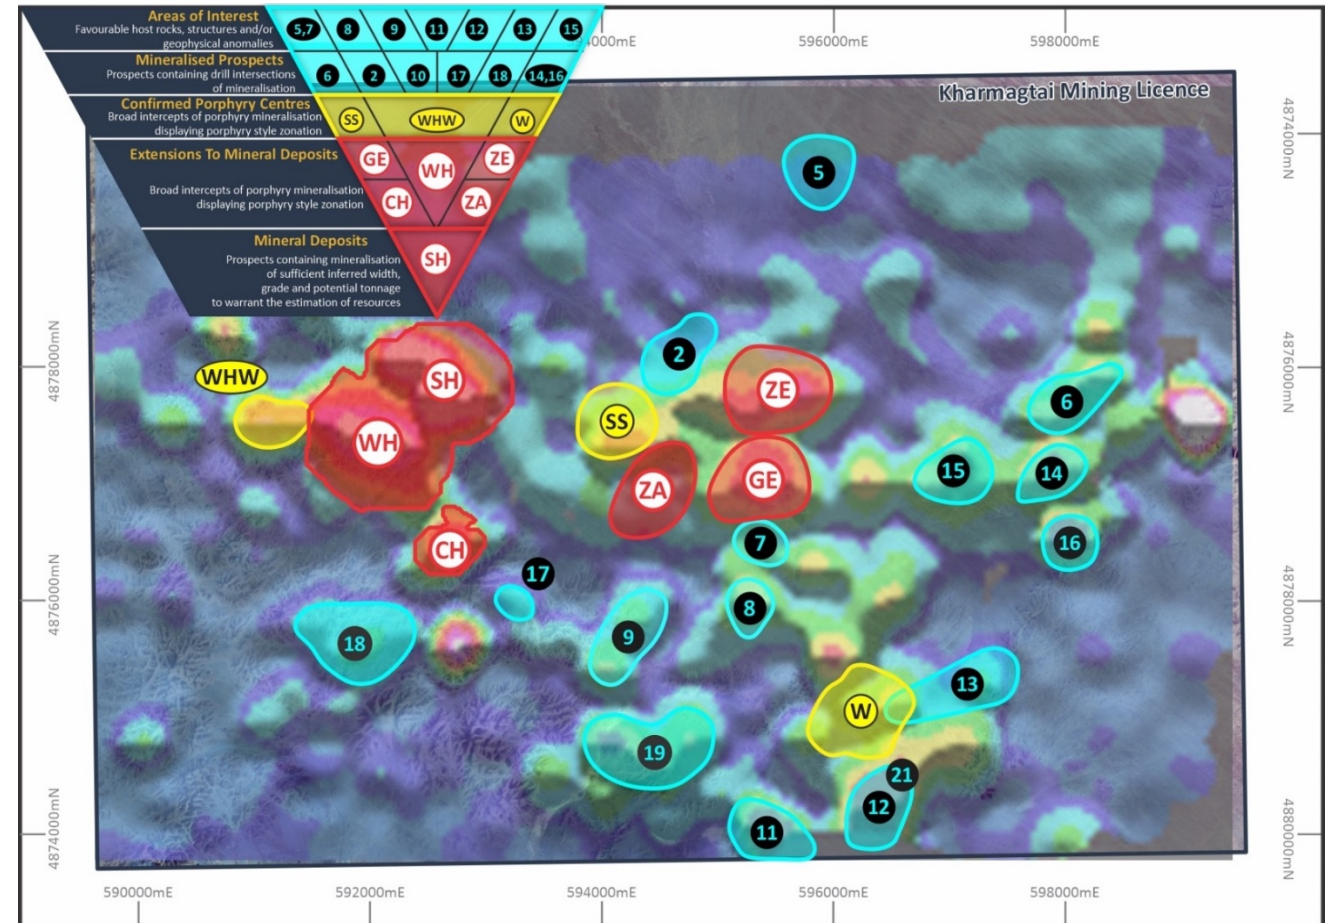 Areas of Interest
Favourable host rocks, structures and/or
geophysical anomalies
5,7 8 9 11 12 13 15
Mineralised Prospects
Prospects containing drill intersections
of mineralisation
6 2 10 17 18 14,16
Confirmed Porphyry Centres
Broad intercepts of porphyry mineralisation
displaying porphyry style zonation
SS WHW W
Extensions To Mineral Deposits
Broad intercepts of porphyry mineralisation
displaying porphyry style zonation
GE WH ZE
CH ZA
Mineral Deposits
Prospects containing mineralisation
of sufficient inferred width,
grade and potential tonnage
to warrant the estimation of resources
SH
594000mE 596000mE 598000mE
Kharmagtai Mining Licence
4874000mN
5
4878000mN
4876000mN
2
WHW
SH
ZE
6
SS
WH
ZA
GE
15
14
CH
7
16
17
4876000mN
4878000mN
8
18
9
13
W
19
21
12
11
4874000mN
4880000mN
590000mE 592000mE 594000mE 596000mE 598000mE